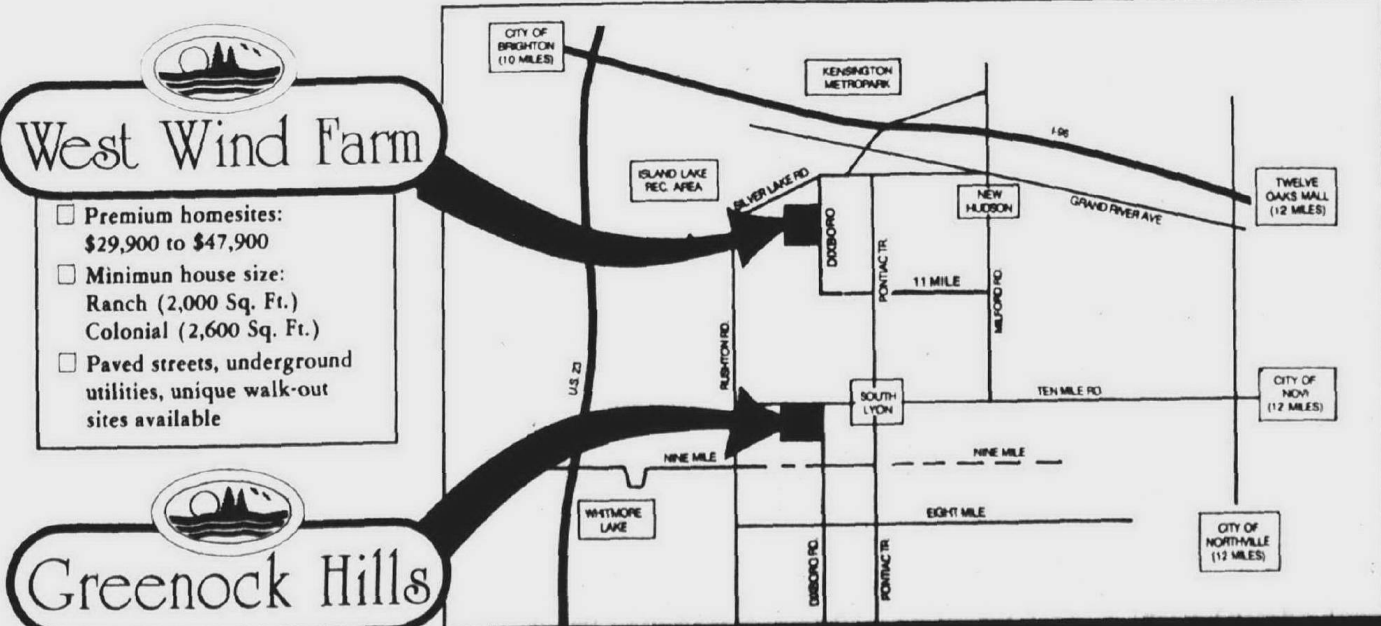 West Wind Farm
☐ Premium homesites:
$29,900 to $47,900
☐ Minimun house size:
Ranch (2,000 Sq. Ft.)
Colonial (2,600 Sq. Ft.)
☐ Paved streets, underground
utilities, unique walk-out
sites available
Greenock Hills
CITY OF
BRIGHTON
(10 MILES)
KENSINGTON
METROPARK
I-96
ISLAND LAKE
REC. AREA
SILVER LAKE RD.
NEW
HUDSON
GRAND RIVER AVE
TWELVE
OAKS MALL
(12 MILES)
DIXBORO
PONTIAC TR.
11 MILE
MILFORD RD.
U.S. 23
RUSHTON RD.
SOUTH
LYON
TEN MILE RD.
CITY OF
NOVI
(12 MILES)
NINE MILE
NINE MILE
WHITMORE
LAKE
EIGHT MILE
DIXBORO RD.
PONTIAC TR.
CITY OF
NORTHVILLE
(12 MILES)